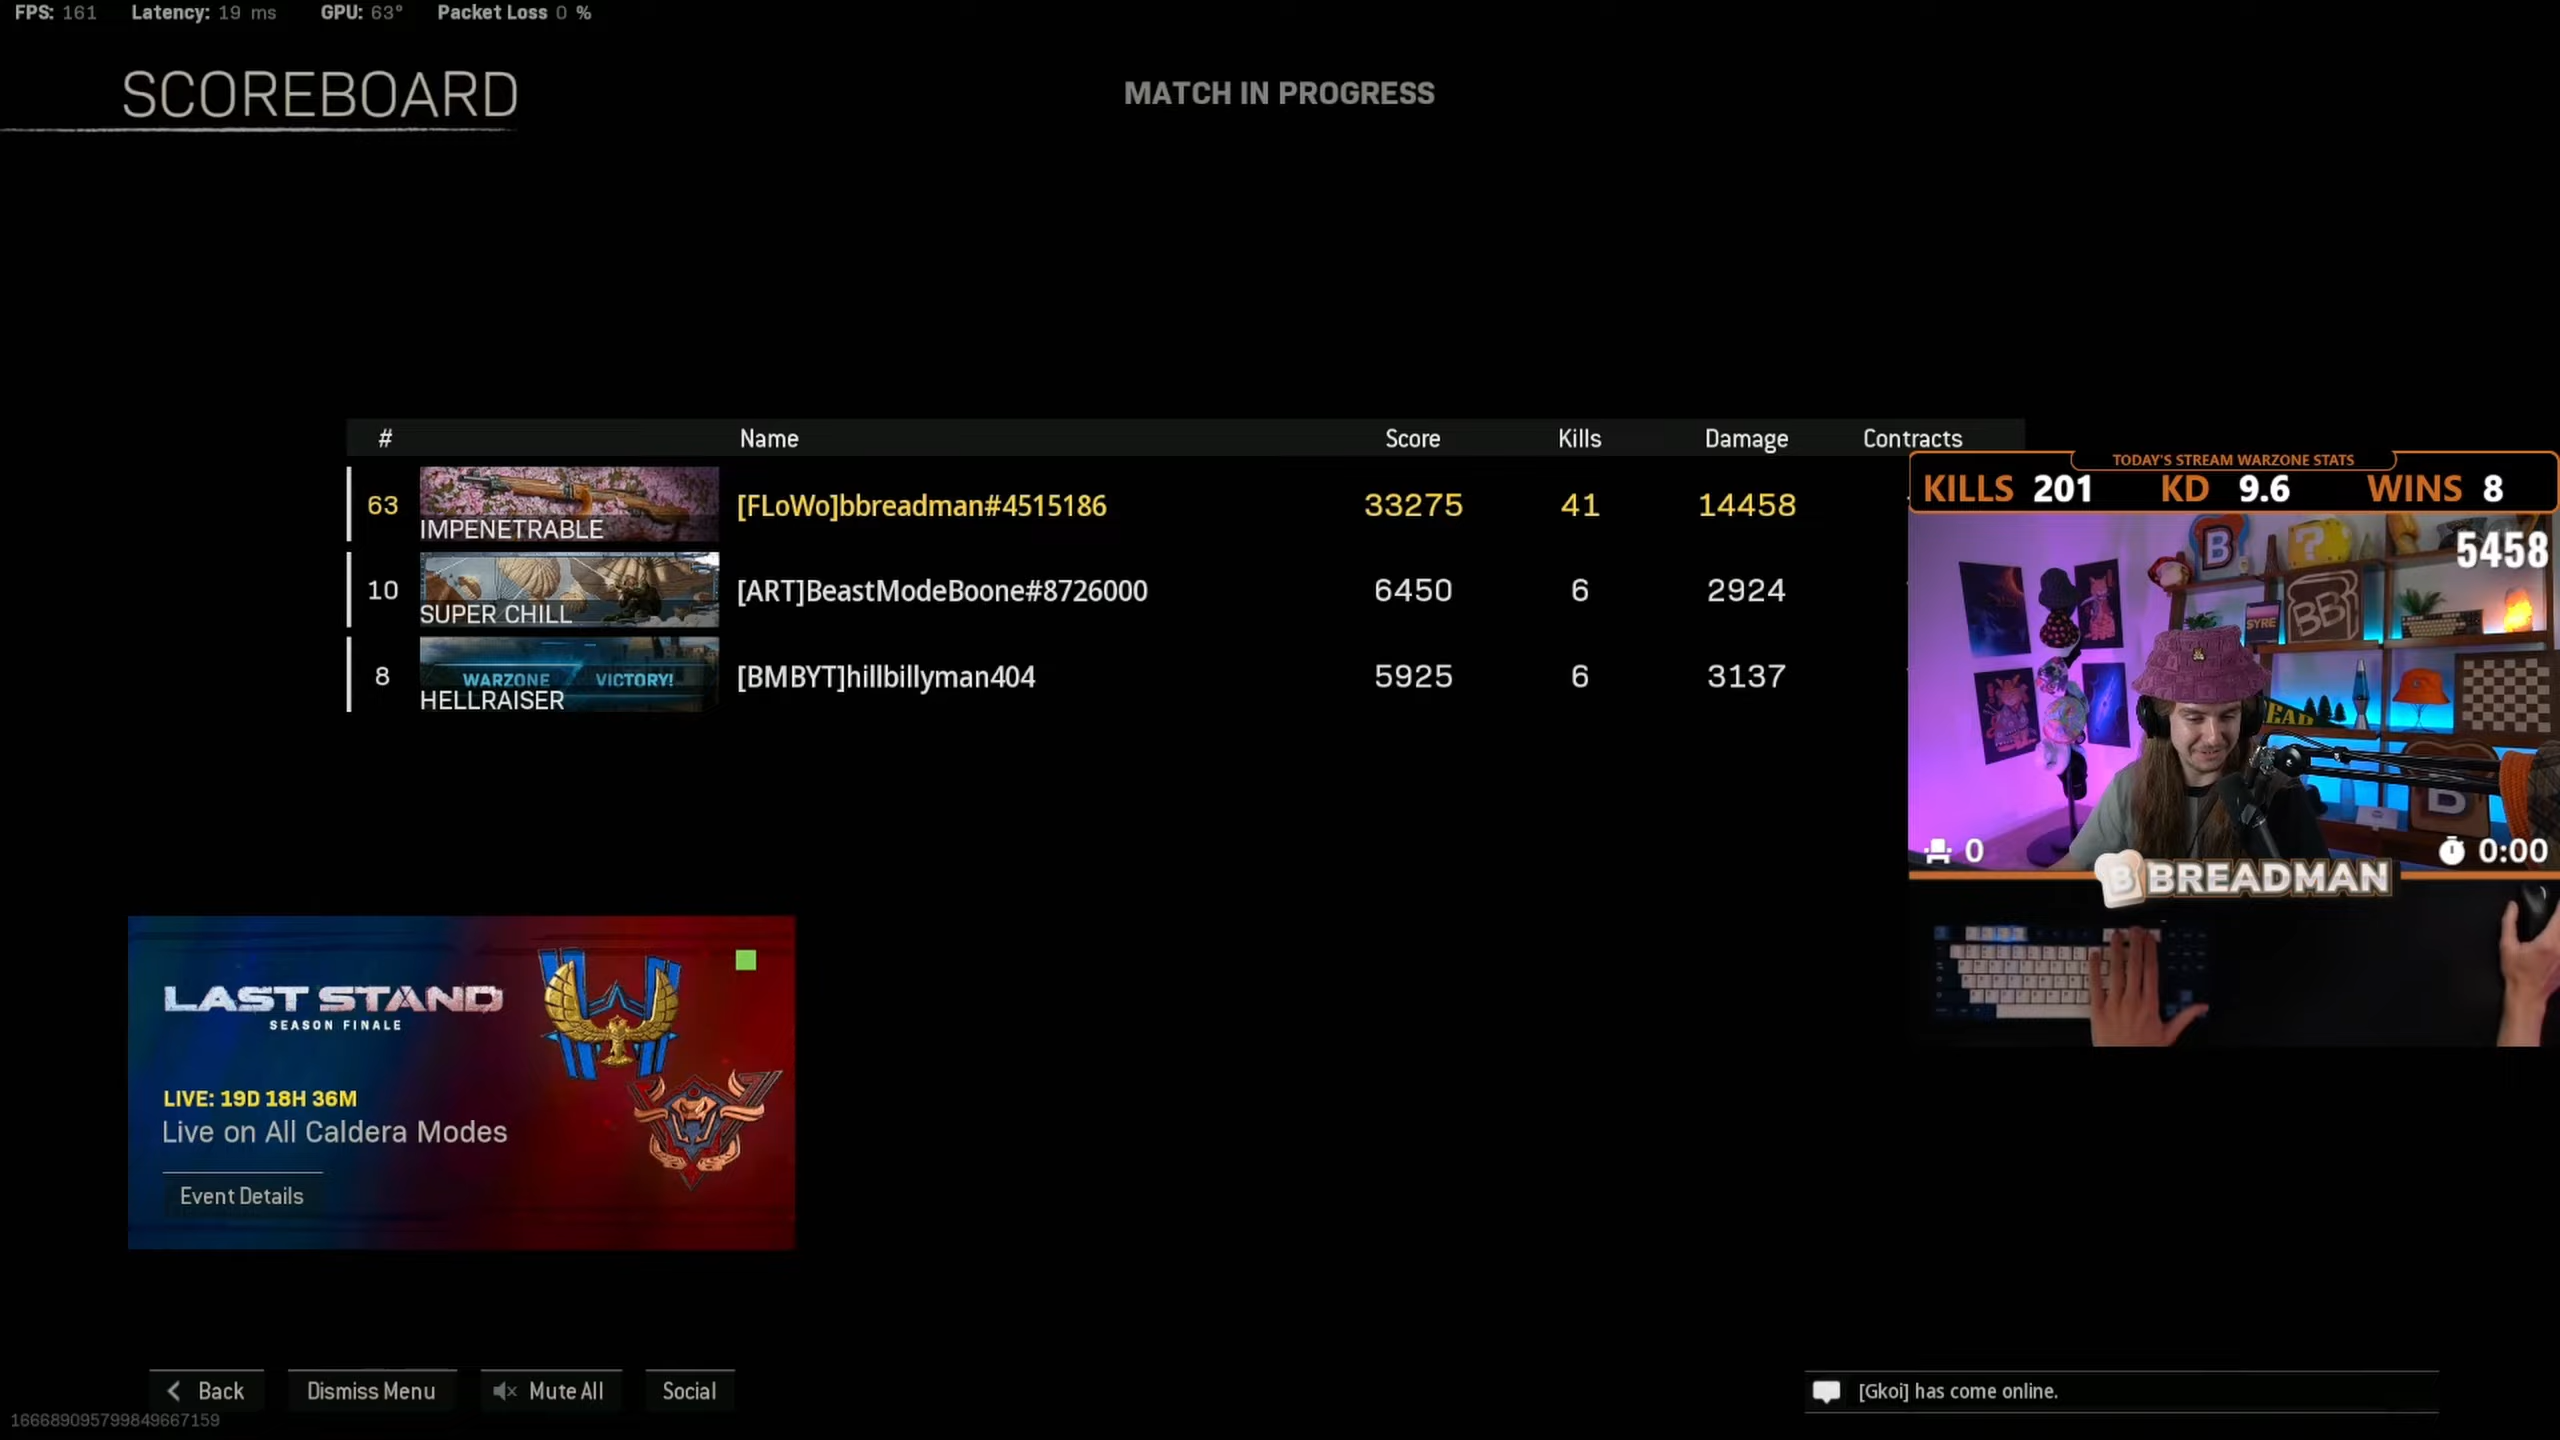 FPS: 161 Latency: 19 ms GPU: 63° Packet Loss 0 %
SCOREBOARD
MATCH IN PROGRESS
# Name Score Kills Damage Contracts
63 IMPENETRABLE [FLoWo]bbreadman#4515186 33275 41 14458
10 SUPER CHILL [ART]BeastModeBoone#8726000 6450 6 2924
8 WARZONE VICTORY! HELLRAISER [BMBYT]hillbillyman404 5925 6 3137
TODAY'S STREAM WARZONE STATS
KILLS 201 KD 9.6 WINS 8
5458
B
?
BB
SYRE
EAD
B
0
0:00
B BREADMAN
LAST STAND
SEASON FINALE
LIVE: 19D 18H 36M
Live on All Caldera Modes
Event Details
Back Dismiss Menu Mute All Social
[Gkoi] has come online.
166689095799849667159